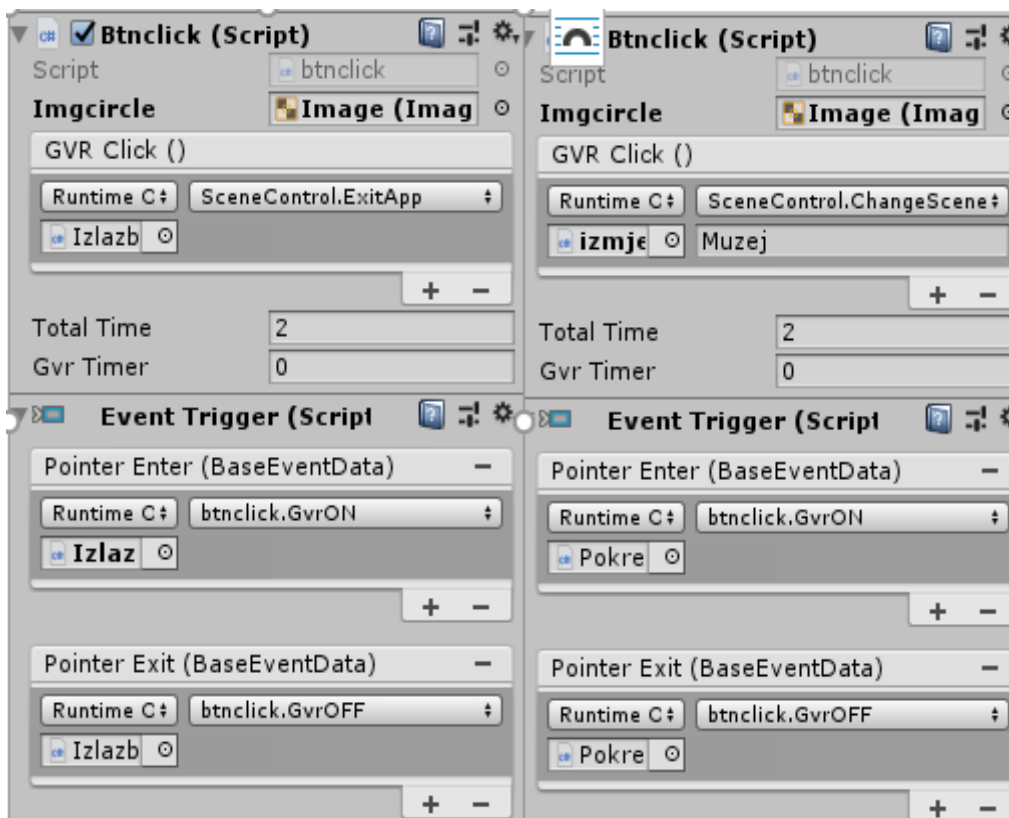 Btnclick (Script)
Script btnclick
Imgcircle Image (Imag
GVR Click ()
Runtime C SceneControl.ExitApp
Izlazb
+ −
Total Time 2
Gvr Timer 0
Event Trigger (Script
Pointer Enter (BaseEventData) −
Runtime C btnclick.GvrON
Izlaz
+ −
Pointer Exit (BaseEventData) −
Runtime C btnclick.GvrOFF
Izlazb
+ −
Btnclick (Script)
Script btnclick
Imgcircle Image (Imag
GVR Click ()
Runtime C SceneControl.ChangeScene
izmje Muzej
+ −
Total Time 2
Gvr Timer 0
Event Trigger (Script
Pointer Enter (BaseEventData) −
Runtime C btnclick.GvrON
Pokre
+ −
Pointer Exit (BaseEventData) −
Runtime C btnclick.GvrOFF
Pokre
+ −